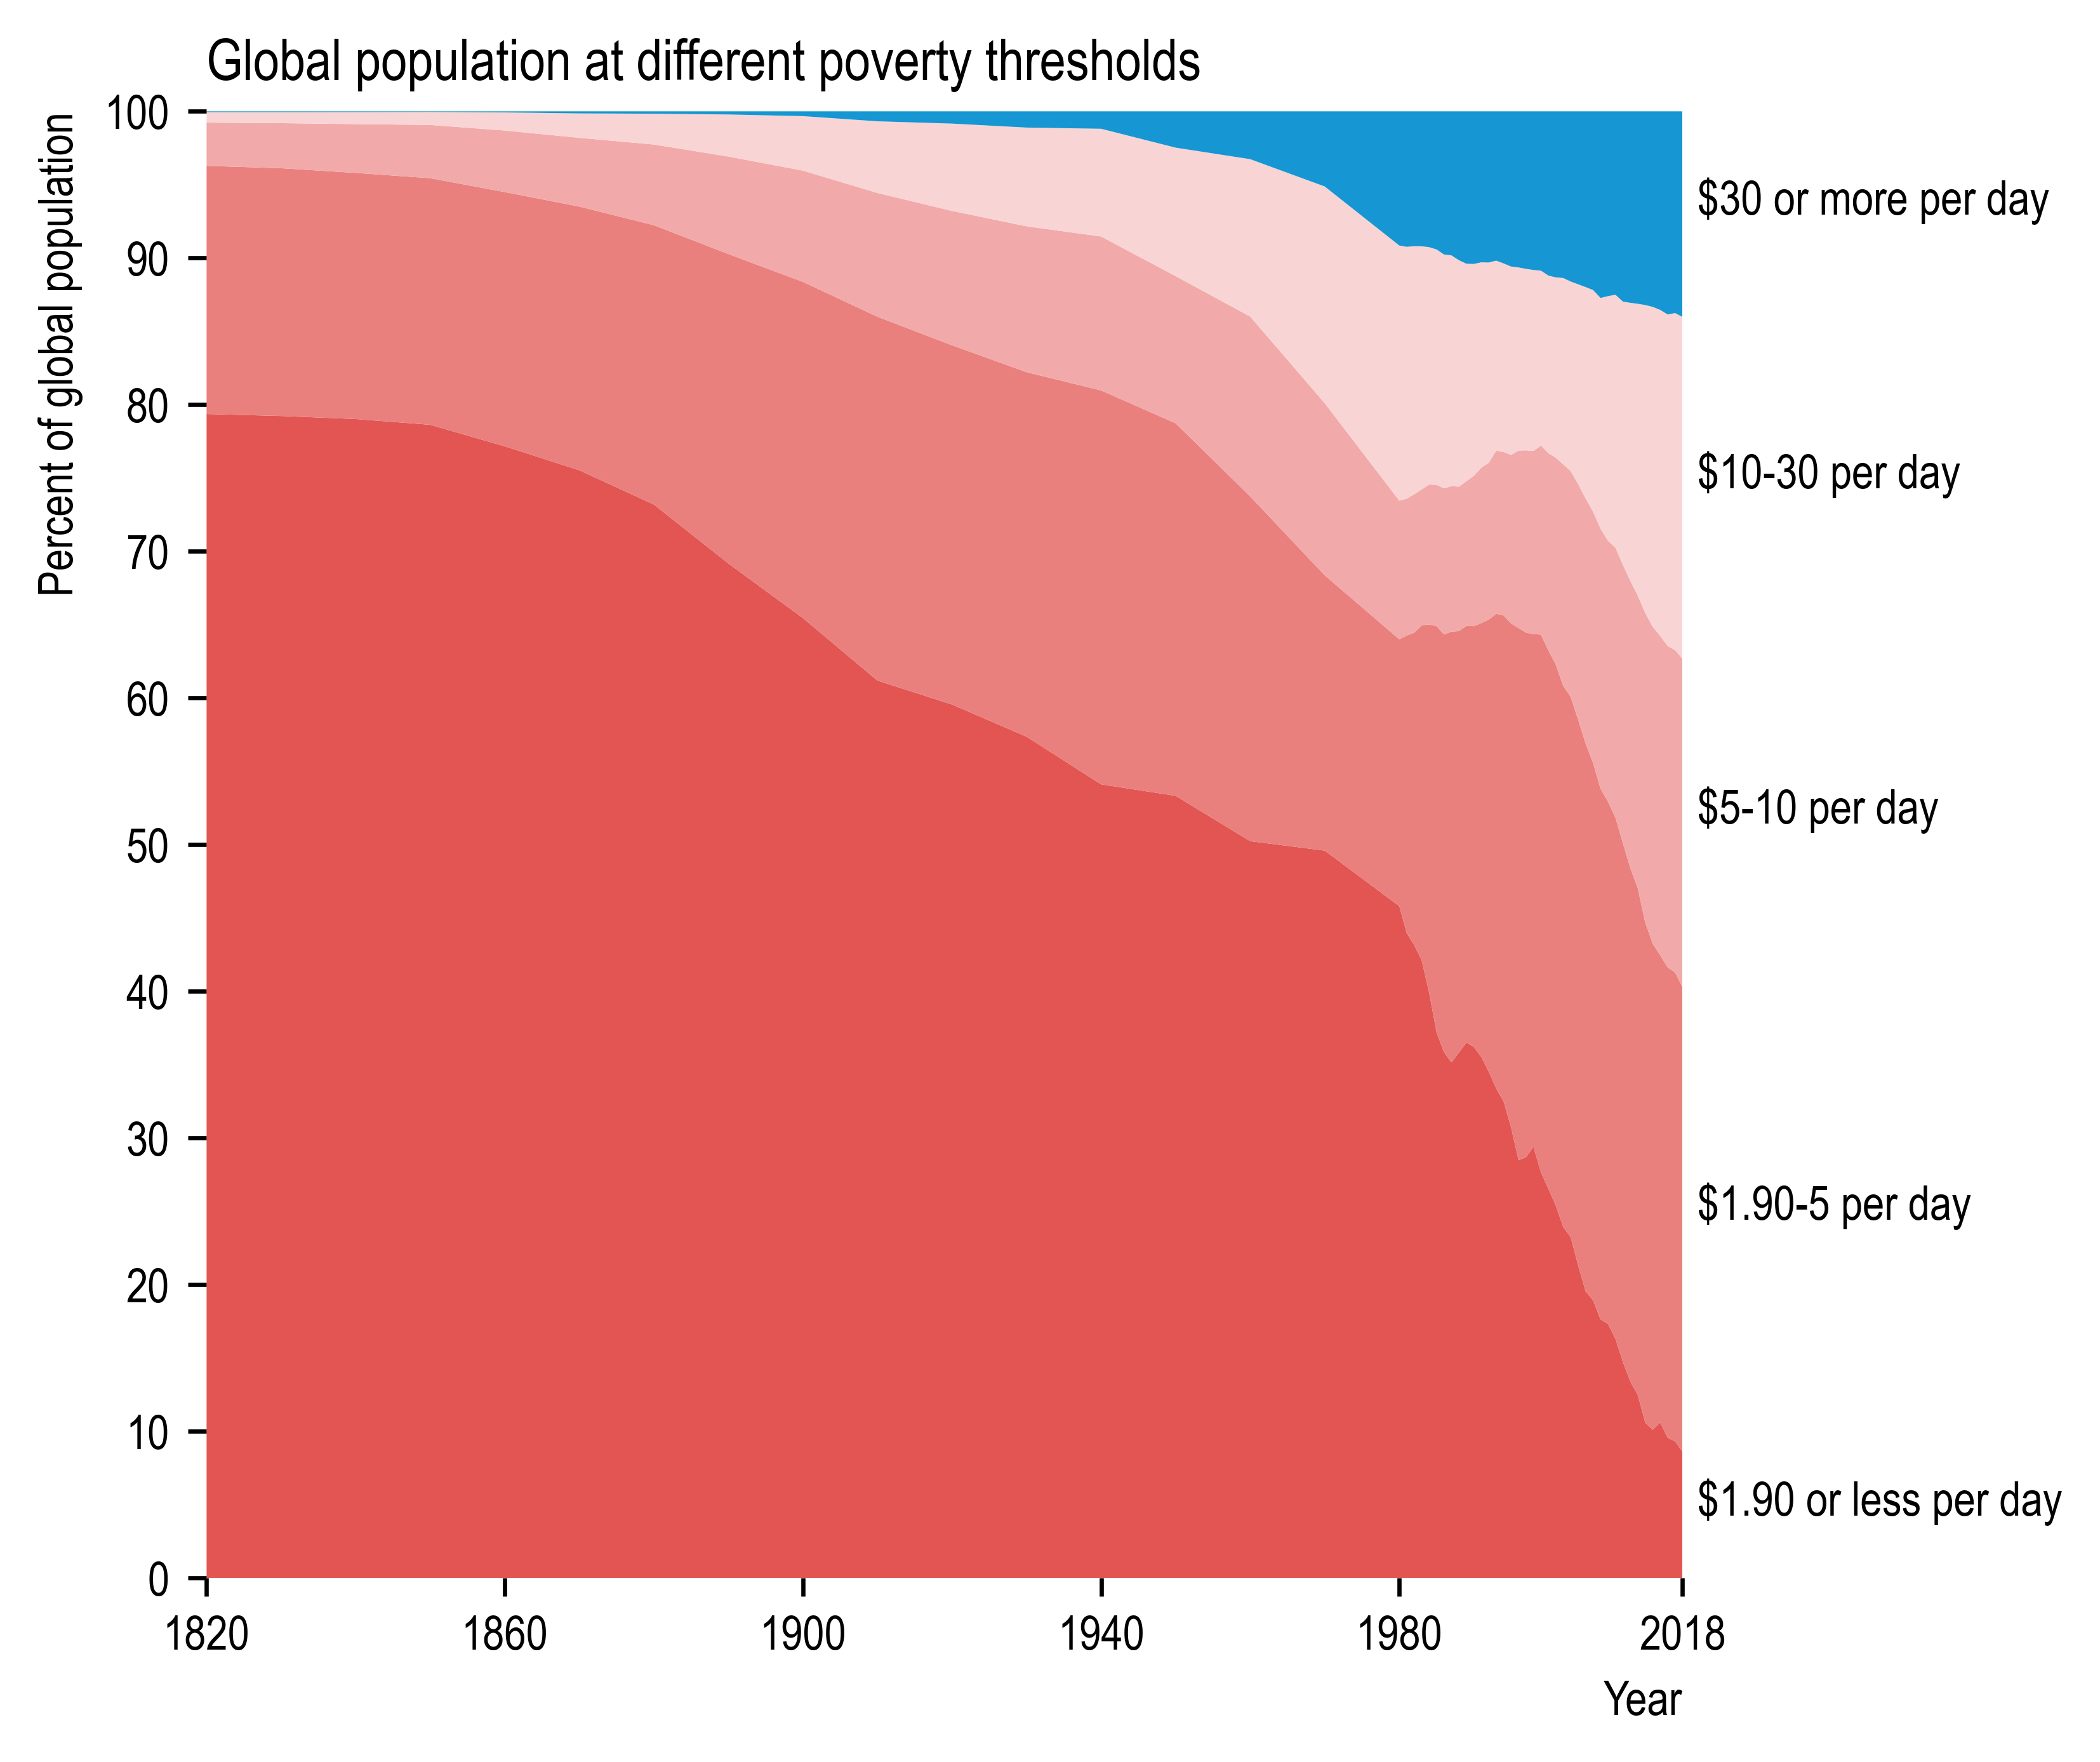 Global population at different poverty thresholds
Percent of global population
100
90
80
70
60
50
40
30
20
10
0
$30 or more per day
$10-30 per day
$5-10 per day
$1.90-5 per day
$1.90 or less per day
1820 1860 1900 1940 1980 2018
Year